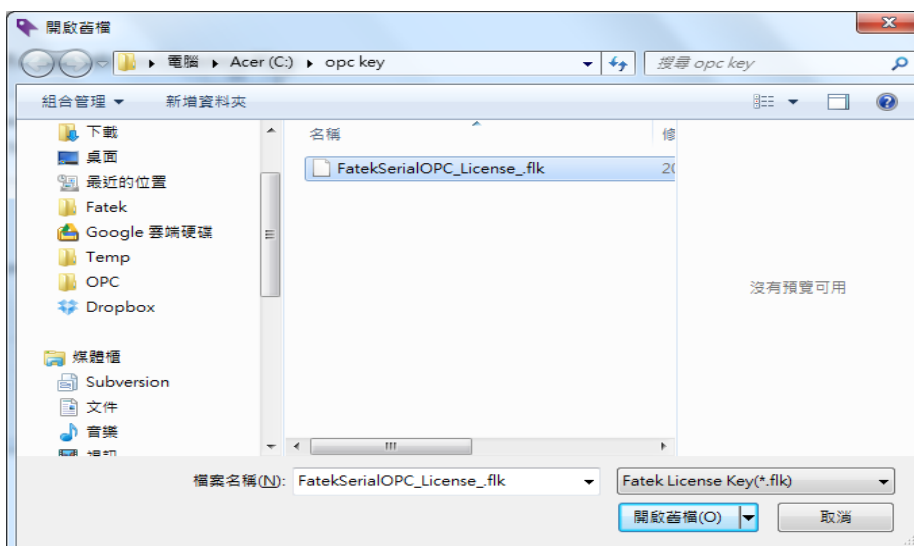 開啟舊檔
電腦 ▸ Acer (C:) ▸ opc key
搜尋 opc key
組合管理
新增資料夾
下載
桌面
最近的位置
Fatek
Google 雲端硬碟
Temp
OPC
Dropbox
媒體櫃
Subversion
文件
音樂
名稱
修
FatekSerialOPC_License_.flk
20
沒有預覽可用
檔案名稱(N): FatekSerialOPC_License_.flk
Fatek License Key(*.flk)
開啟舊檔(O)
取消